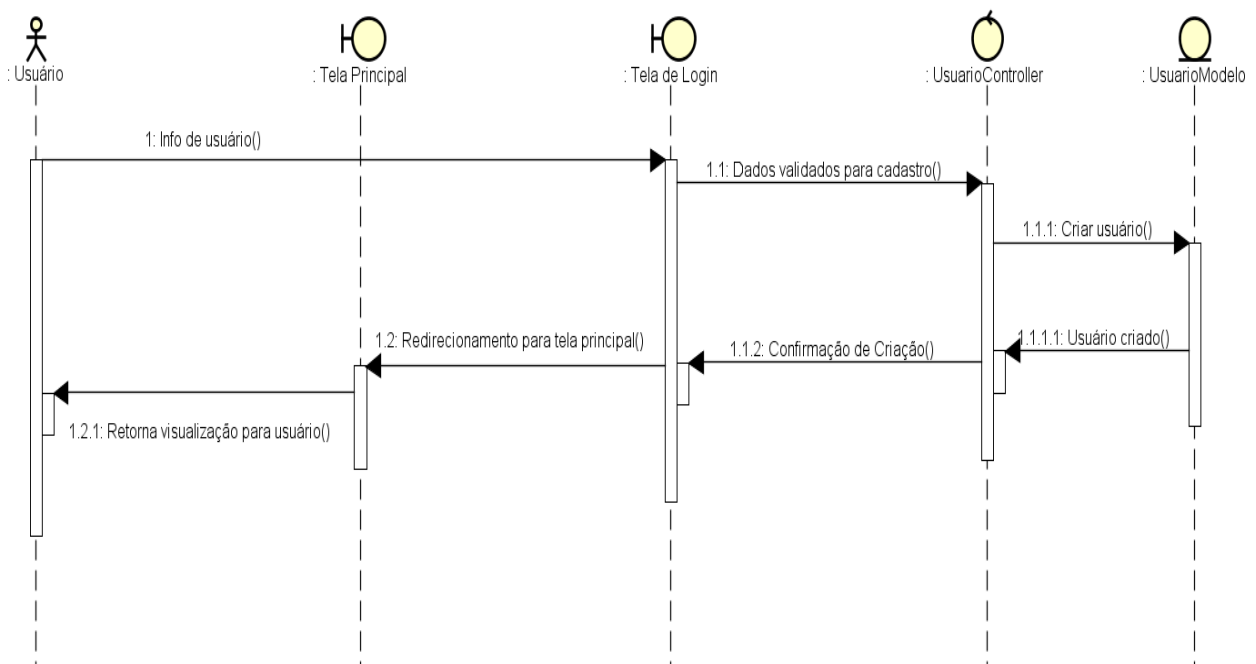 : Usuário
: Tela Principal
: Tela de Login
: UsuarioController
: UsuarioModelo
1: Info de usuário()
1.1: Dados validados para cadastro()
1.1.1: Criar usuário()
1.1.1.1: Usuário criado()
1.1.2: Confirmação de Criação()
1.2: Redirecionamento para tela principal()
1.2.1: Retorna visualização para usuário()